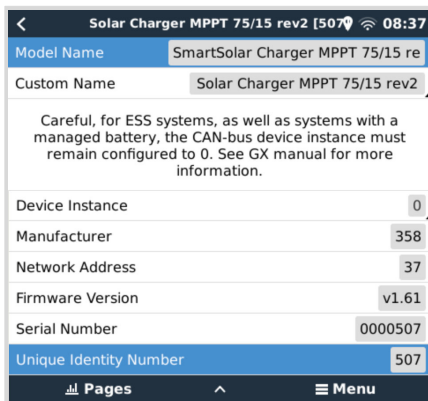 Solar Charger MPPT 75/15 rev2 [507 08:37
Model Name SmartSolar Charger MPPT 75/15 re
Custom Name Solar Charger MPPT 75/15 rev2
Careful, for ESS systems, as well as systems with a
managed battery, the CAN-bus device instance must
remain configured to 0. See GX manual for more
information.
Device Instance 0
Manufacturer 358
Network Address 37
Firmware Version v1.61
Serial Number 0000507
Unique Identity Number 507
Pages Menu